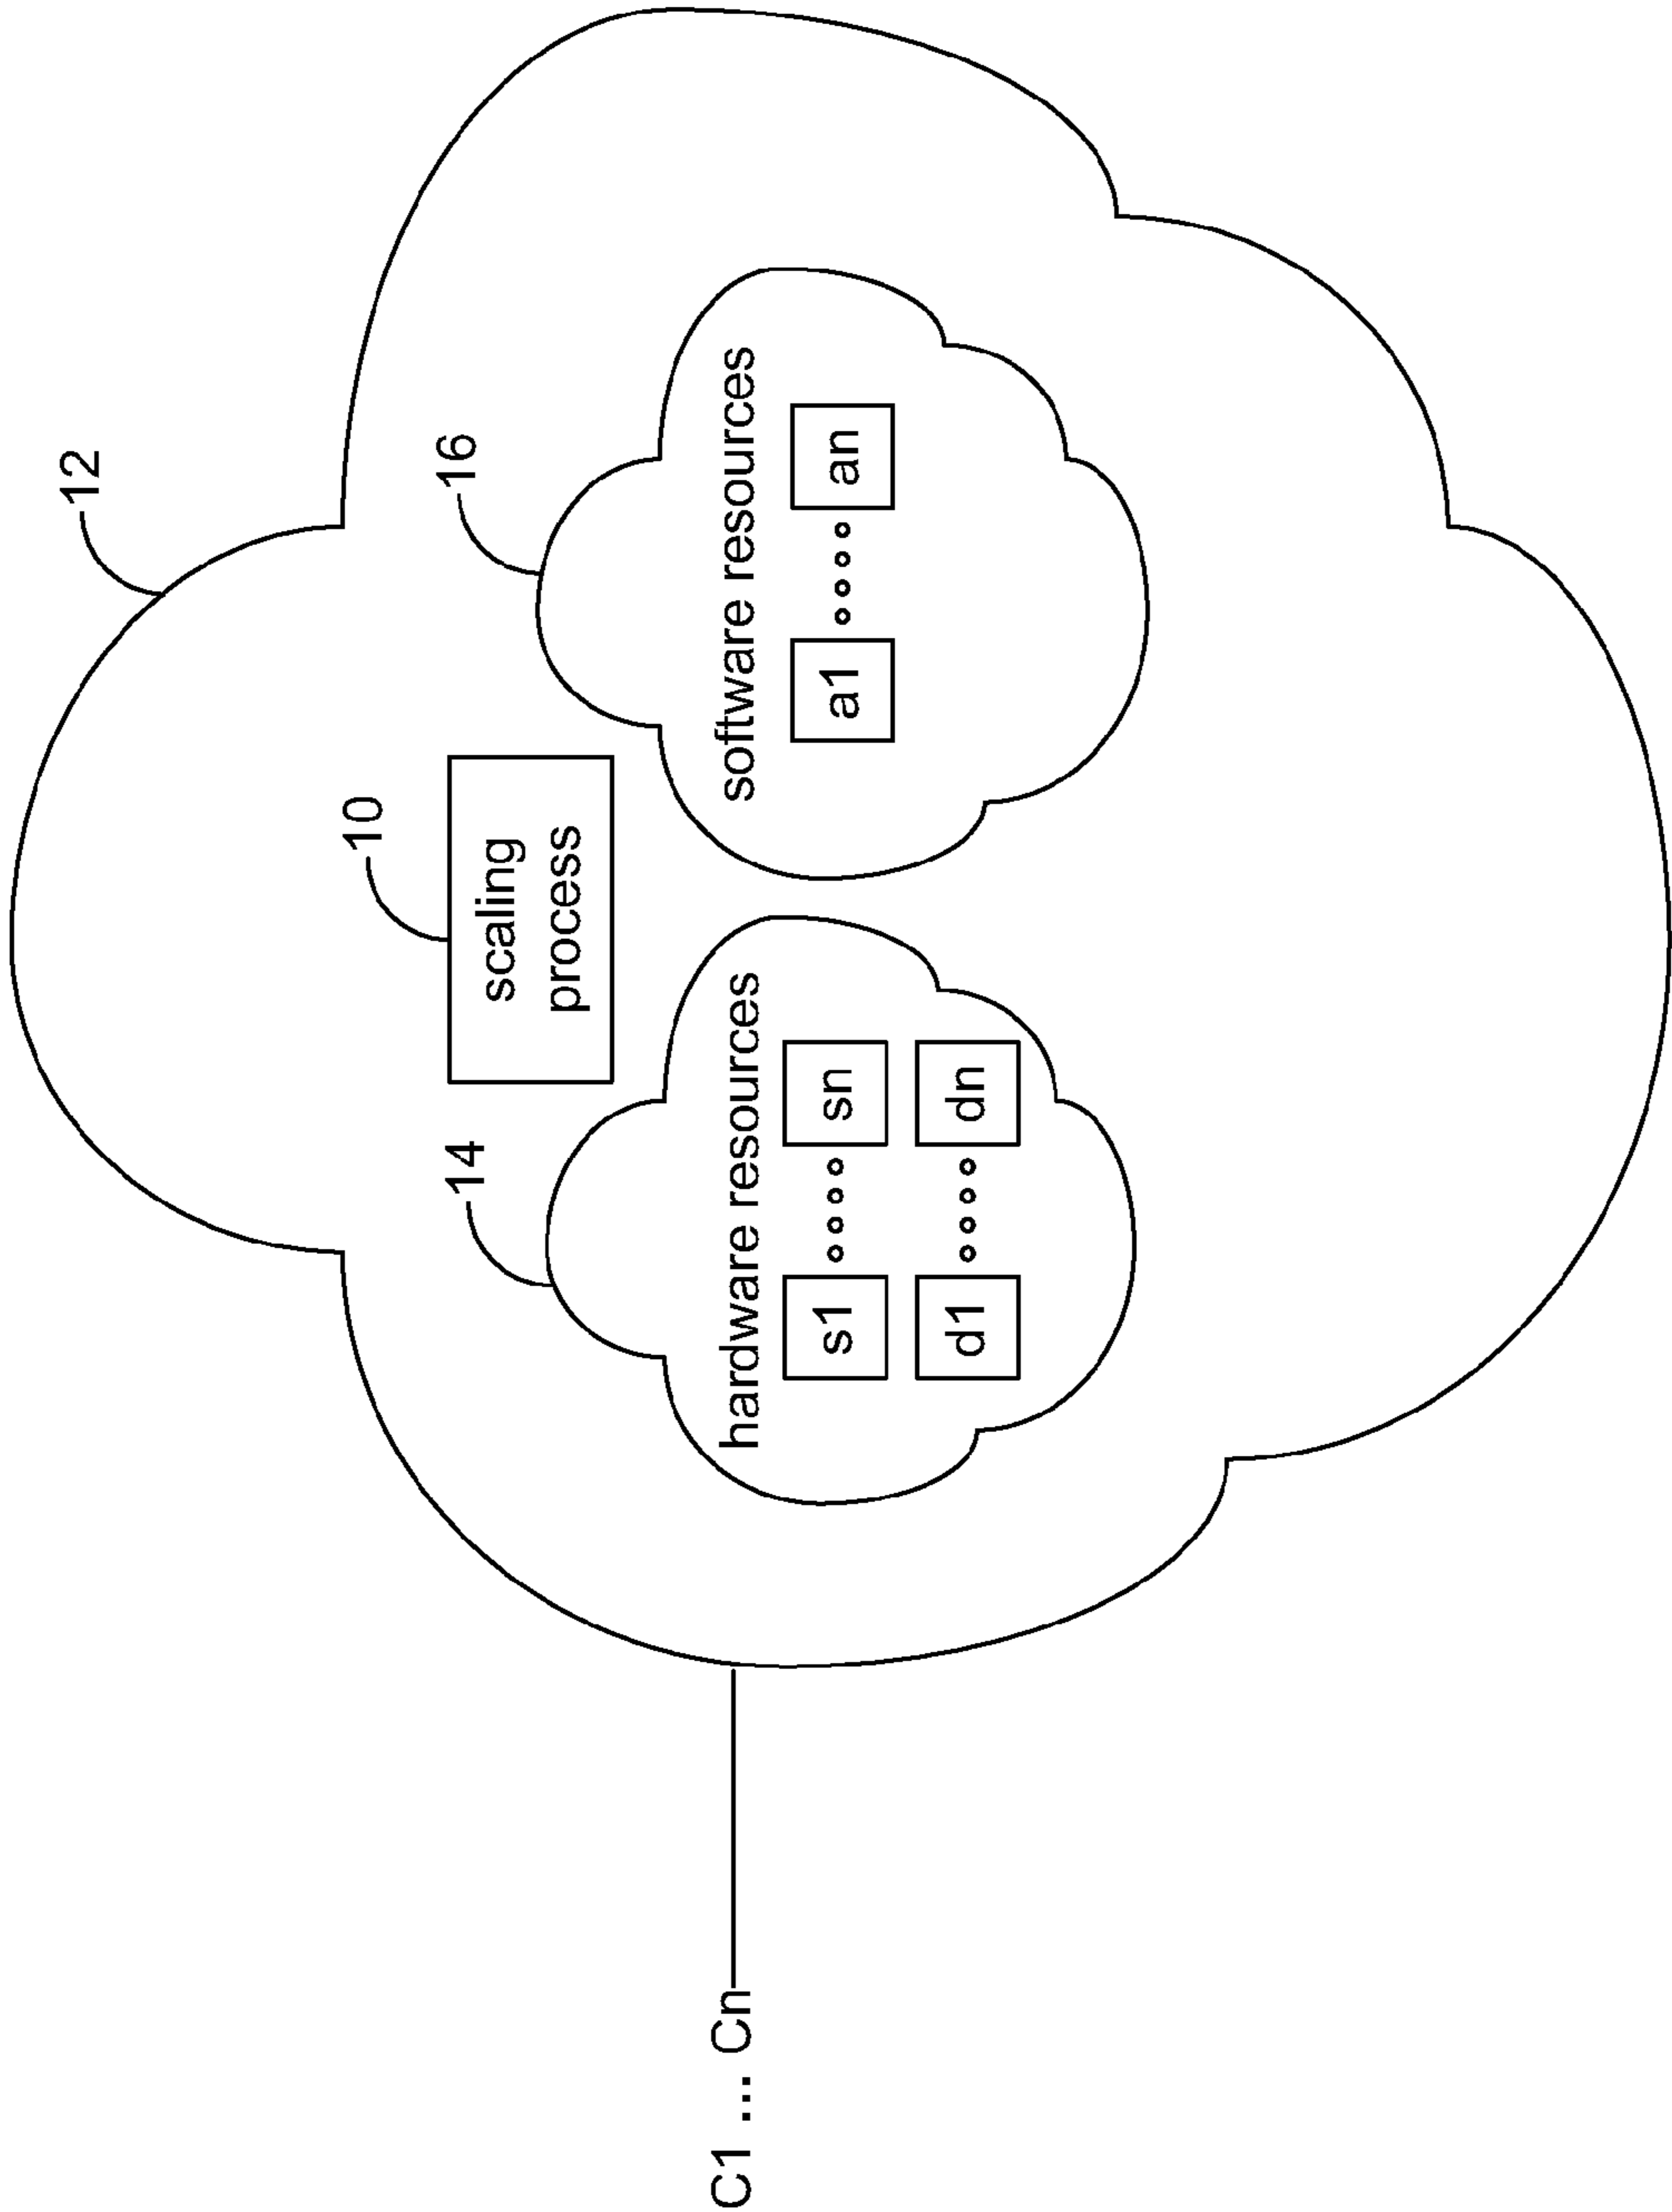 12
10
scaling
process
14
16
hardware resources
software resources
s1 sn
a1 an
d1 dn
C1 ... Cn